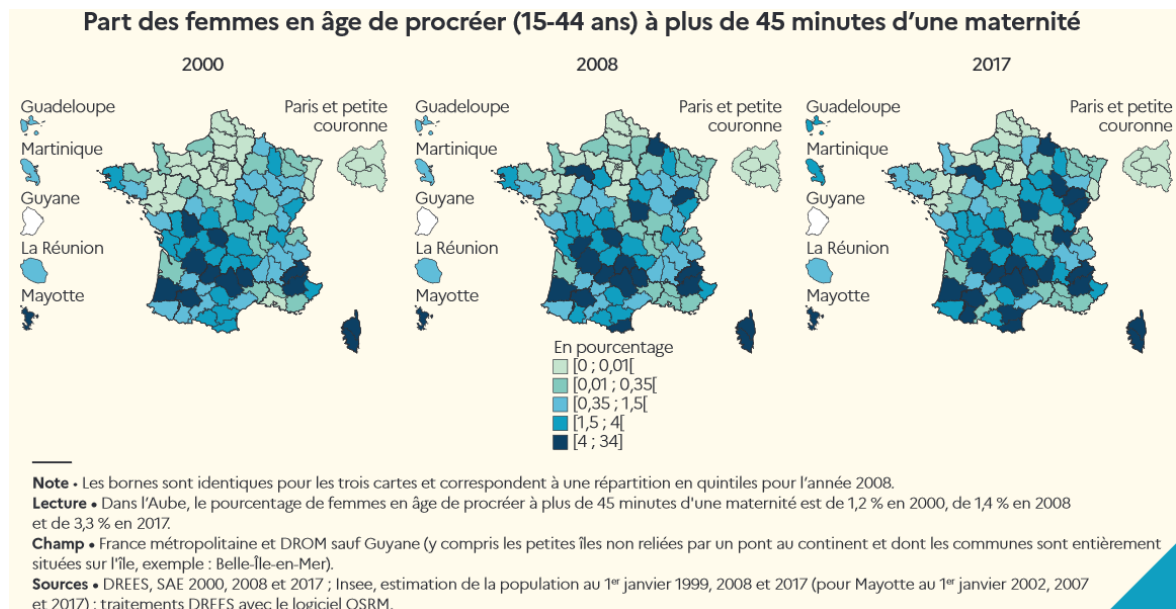 Part des femmes en âge de procréer (15-44 ans) à plus de 45 minutes d’une maternité
2000
2008
2017
Guadeloupe
Martinique
Guyane
La Réunion
Mayotte
Paris et petite
couronne
Guadeloupe
Martinique
Guyane
La Réunion
Mayotte
Paris et petite
couronne
Guadeloupe
Martinique
Guyane
La Réunion
Mayotte
Paris et petite
couronne
En pourcentage
[0 ; 0,01[
[0,01 ; 0,35[
[0,35 ; 1,5[
[1,5 ; 4[
[4 ; 34]
Note • Les bornes sont identiques pour les trois cartes et correspondent à une répartition en quintiles pour l’année 2008.
Lecture • Dans l’Aube, le pourcentage de femmes en âge de procréer à plus de 45 minutes d'une maternité est de 1,2 % en 2000, de 1,4 % en 2008
et de 3,3 % en 2017.
Champ • France métropolitaine et DROM sauf Guyane (y compris les petites îles non reliées par un pont au continent et dont les communes sont entièrement
situées sur l'île, exemple : Belle-Île-en-Mer).
Sources • DREES, SAE 2000, 2008 et 2017 ; Insee, estimation de la population au 1er janvier 1999, 2008 et 2017 (pour Mayotte au 1er janvier 2002, 2007
et 2017) ; traitements DREES avec le logiciel OSRM.